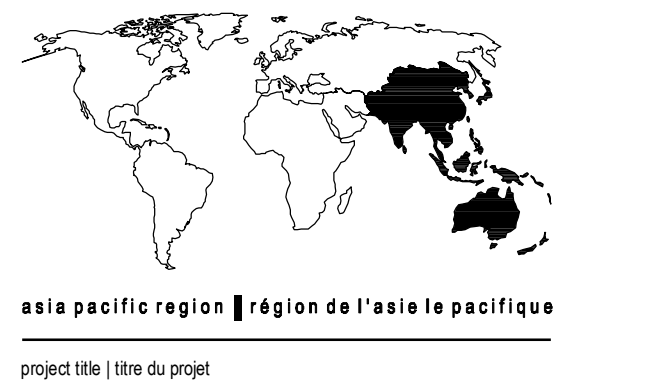 asia pacific region | région de l'asie le pacifique
project title | titre du projet